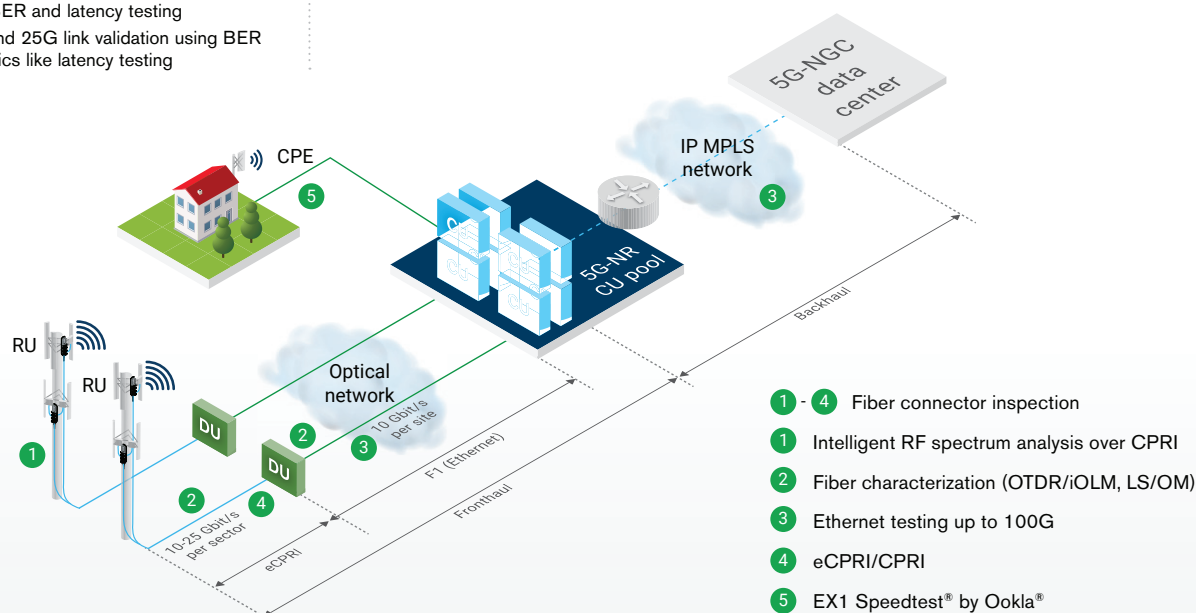 BER and latency testing
nd 25G link validation using BER
ics like latency testing
5G-NGC
data
center
IP MPLS
network
3
CPE
5
5G-NR
CU pool
CU
CU
Backhaul
RU
RU
Optical
network
10 Gbit/s
per site
DU
2
3
DU
1
2
4
F1 (Ethernet)
Fronthaul
10-25 Gbit/s
per sector
eCPRI
1 - 4 Fiber connector inspection
1 Intelligent RF spectrum analysis over CPRI
2 Fiber characterization (OTDR/iOLM, LS/OM)
3 Ethernet testing up to 100G
4 eCPRI/CPRI
5 EX1 Speedtest® by Ookla®